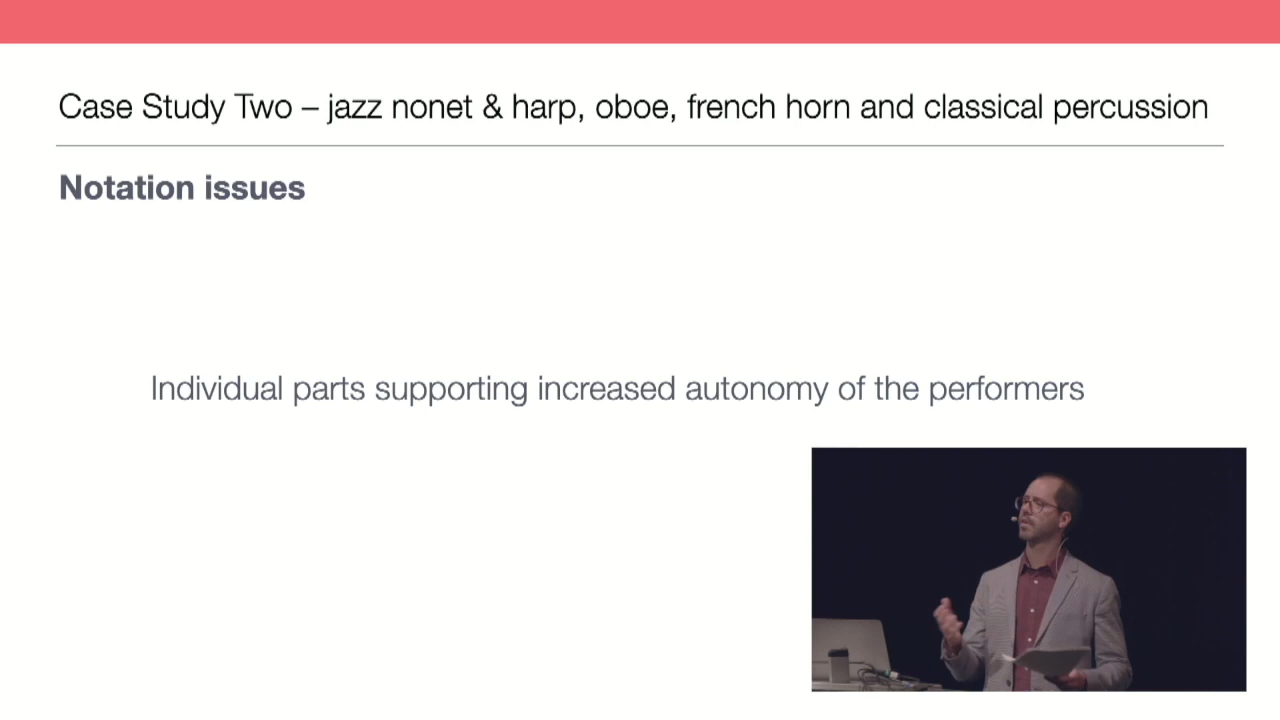 Case Study Two – jazz nonet & harp, oboe, french horn and classical percussion
Notation issues
Individual parts supporting increased autonomy of the performers